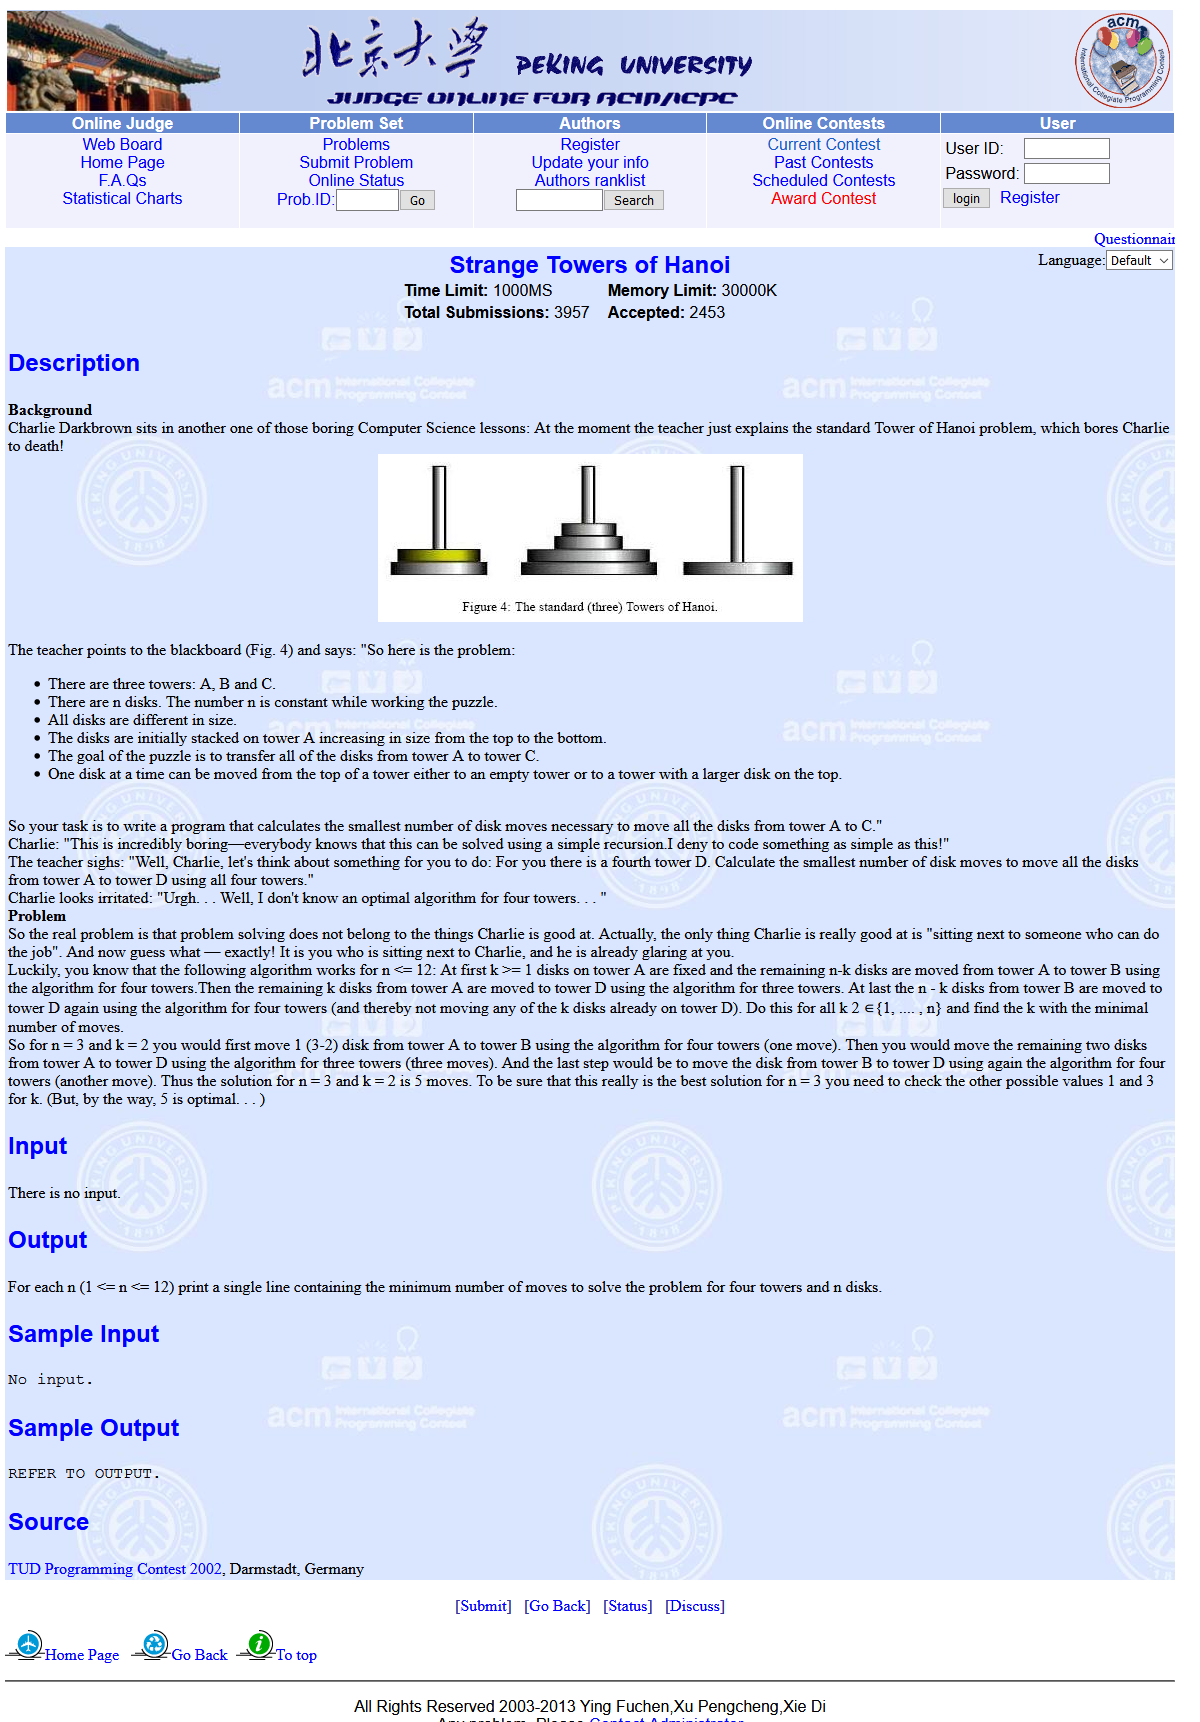 北京大学 PEKING UNIVERSITY
JUDGE ONLINE FOR ACM/ICPC
acm
International Collegiate Programming Contest
Online Judge Problem Set Authors Online Contests User
Web Board
Home Page
F.A.Qs
Statistical Charts
Problems
Submit Problem
Online Status
Prob.ID: Go
Register
Update your info
Authors ranklist
Search
Current Contest
Past Contests
Scheduled Contests
Award Contest
User ID:
Password:
login Register
Questionnair
Language: Default
Strange Towers of Hanoi
Time Limit: 1000MS Memory Limit: 30000K
Total Submissions: 3957 Accepted: 2453
Description
Background
Charlie Darkbrown sits in another one of those boring Computer Science lessons: At the moment the teacher just explains the standard Tower of Hanoi problem, which bores Charlie
to death!
Figure 4: The standard (three) Towers of Hanoi.
The teacher points to the blackboard (Fig. 4) and says: "So here is the problem:
There are three towers: A, B and C.
There are n disks. The number n is constant while working the puzzle.
All disks are different in size.
The disks are initially stacked on tower A increasing in size from the top to the bottom.
The goal of the puzzle is to transfer all of the disks from tower A to tower C.
One disk at a time can be moved from the top of a tower either to an empty tower or to a tower with a larger disk on the top.
So your task is to write a program that calculates the smallest number of disk moves necessary to move all the disks from tower A to C."
Charlie: "This is incredibly boring—everybody knows that this can be solved using a simple recursion.I deny to code something as simple as this!"
The teacher sighs: "Well, Charlie, let's think about something for you to do: For you there is a fourth tower D. Calculate the smallest number of disk moves to move all the disks
from tower A to tower D using all four towers."
Charlie looks irritated: "Urgh. . . Well, I don't know an optimal algorithm for four towers. . . "
Problem
So the real problem is that problem solving does not belong to the things Charlie is good at. Actually, the only thing Charlie is really good at is "sitting next to someone who can do
the job". And now guess what — exactly! It is you who is sitting next to Charlie, and he is already glaring at you.
Luckily, you know that the following algorithm works for n <= 12: At first k >= 1 disks on tower A are fixed and the remaining n-k disks are moved from tower A to tower B using
the algorithm for four towers.Then the remaining k disks from tower A are moved to tower D using the algorithm for three towers. At last the n - k disks from tower B are moved to
tower D again using the algorithm for four towers (and thereby not moving any of the k disks already on tower D). Do this for all k 2 ∈{1, .... , n} and find the k with the minimal
number of moves.
So for n = 3 and k = 2 you would first move 1 (3-2) disk from tower A to tower B using the algorithm for four towers (one move). Then you would move the remaining two disks
from tower A to tower D using the algorithm for three towers (three moves). And the last step would be to move the disk from tower B to tower D using again the algorithm for four
towers (another move). Thus the solution for n = 3 and k = 2 is 5 moves. To be sure that this really is the best solution for n = 3 you need to check the other possible values 1 and 3
for k. (But, by the way, 5 is optimal. . . )
Input
There is no input.
Output
For each n (1 <= n <= 12) print a single line containing the minimum number of moves to solve the problem for four towers and n disks.
Sample Input
No input.
Sample Output
REFER TO OUTPUT.
Source
TUD Programming Contest 2002, Darmstadt, Germany
[Submit] [Go Back] [Status] [Discuss]
Home Page Go Back To top
All Rights Reserved 2003-2013 Ying Fuchen,Xu Pengcheng,Xie Di
Any problem, Please Contact Administrator